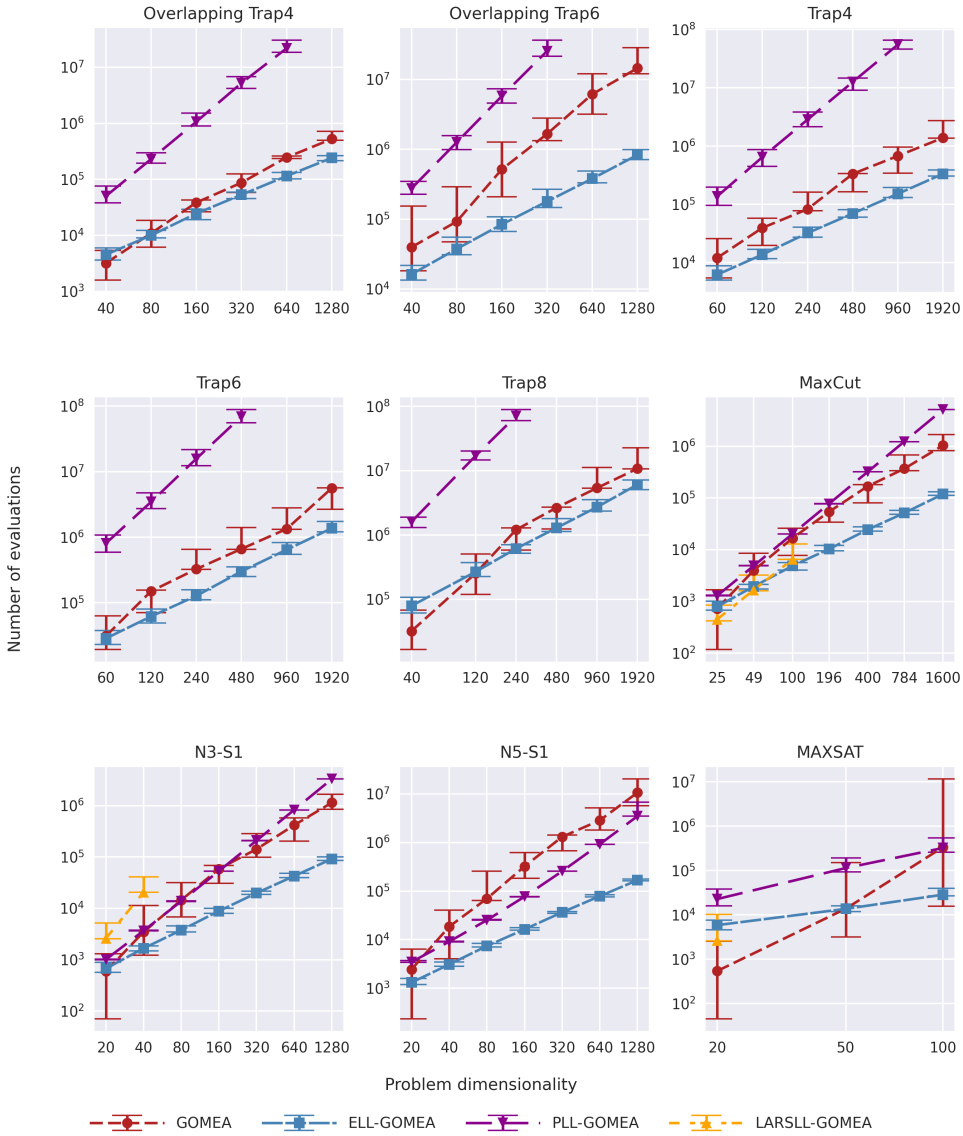 Overlapping Trap4 Overlapping Trap6 Trap4
10^7 10^6 10^5 10^4 10^3
40 80 160 320 640 1280
10^7 10^6 10^5 10^4
40 80 160 320 640 1280
10^8 10^7 10^6 10^5 10^4
60 120 240 480 960 1920
Number of evaluations
Trap6 Trap8 MaxCut
10^8 10^7 10^6 10^5
60 120 240 480 960 1920
10^8 10^7 10^6 10^5
40 120 240 480 960 1920
10^6 10^5 10^4 10^3 10^2
25 49 100 196 400 784 1600
N3-S1 N5-S1 MAXSAT
10^6 10^5 10^4 10^3 10^2
20 40 80 160 320 640 1280
10^7 10^6 10^5 10^4 10^3
20 40 80 160 320 640 1280
10^7 10^6 10^5 10^4 10^3 10^2
20 50 100
Problem dimensionality
GOMEA ELL-GOMEA PLL-GOMEA LARSLL-GOMEA